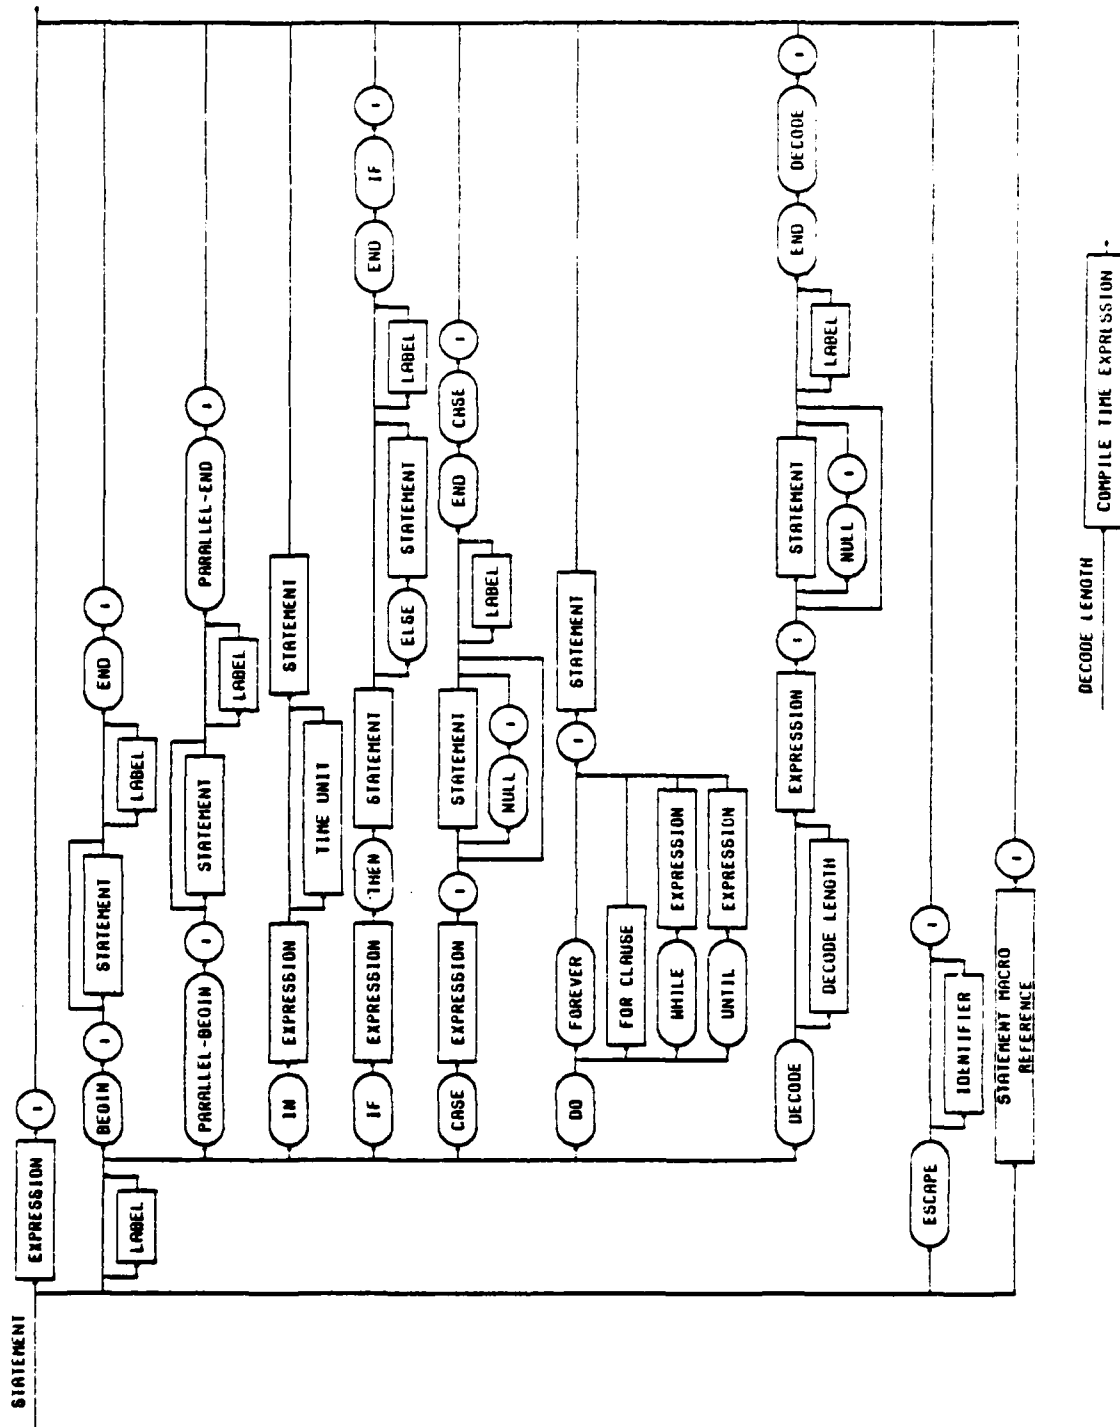 STATEMENT
EXPRESSION
LABEL
BEGIN
STATEMENT
LABEL
END
PARALLEL-BEGIN
STATEMENT
LABEL
PARALLEL-END
IN
EXPRESSION
TIME UNIT
STATEMENT
IF
EXPRESSION
THEN
STATEMENT
ELSE
STATEMENT
LABEL
END
IF
CASE
EXPRESSION
STATEMENT
NULL
LABEL
END
CASE
DO
FOREVER
FOR CLAUSE
WHILE
EXPRESSION
UNTIL
EXPRESSION
STATEMENT
DECODE
DECODE LENGTH
EXPRESSION
STATEMENT
NULL
LABEL
END
DECODE
ESCAPE
IDENTIFIER
STATEMENT MACRO
REFERENCE
DECODE LENGTH
COMPILE TIME EXPRESSION